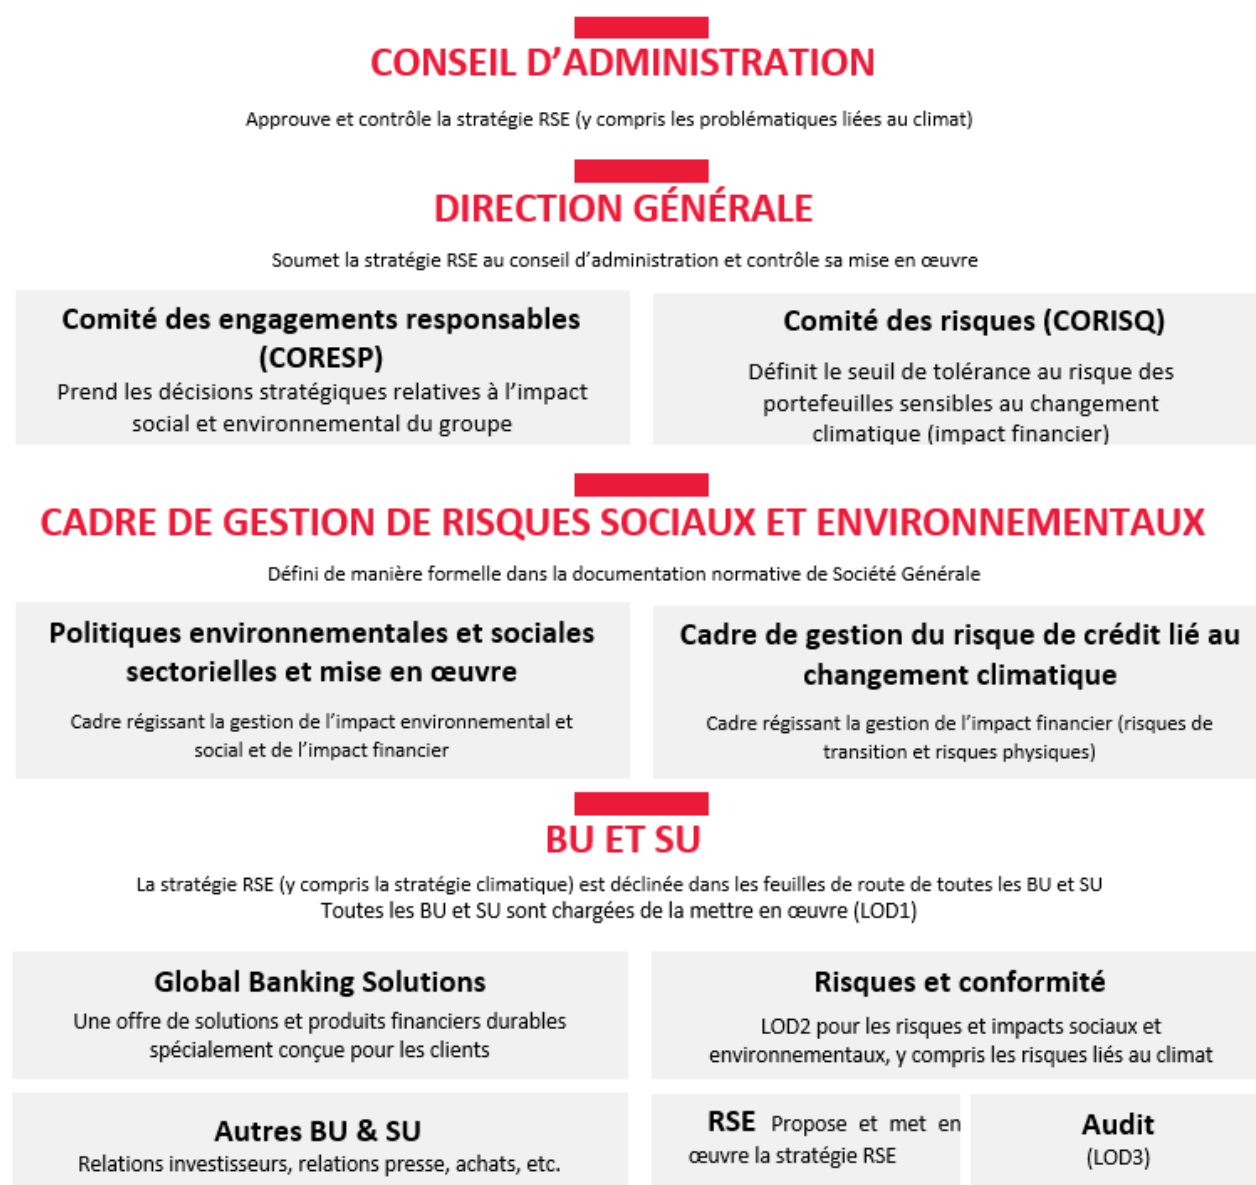 CONSEIL D’ADMINISTRATION
Approuve et contrôle la stratégie RSE (y compris les problématiques liées au climat)
DIRECTION GÉNÉRALE
Soumet la stratégie RSE au conseil d’administration et contrôle sa mise en œuvre
Comité des engagements responsables
(CORESP)
Prend les décisions stratégiques relatives à l’impact
social et environnemental du groupe
Comité des risques (CORISQ)
Définit le seuil de tolérance au risque des
portefeuilles sensibles au changement
climatique (impact financier)
CADRE DE GESTION DE RISQUES SOCIAUX ET ENVIRONNEMENTAUX
Défini de manière formelle dans la documentation normative de Société Générale
Politiques environnementales et sociales
sectorielles et mise en œuvre
Cadre régissant la gestion de l’impact environnemental et
social et de l’impact financier
Cadre de gestion du risque de crédit lié au
changement climatique
Cadre régissant la gestion de l’impact financier (risques de
transition et risques physiques)
BU ET SU
La stratégie RSE (y compris la stratégie climatique) est déclinée dans les feuilles de route de toutes les BU et SU
Toutes les BU et SU sont chargées de la mettre en œuvre (LOD1)
Global Banking Solutions
Une offre de solutions et produits financiers durables
spécialement conçue pour les clients
Risques et conformité
LOD2 pour les risques et impacts sociaux et
environnementaux, y compris les risques liés au climat
Autres BU & SU
Relations investisseurs, relations presse, achats, etc.
RSE Propose et met en
œuvre la stratégie RSE
Audit
(LOD3)